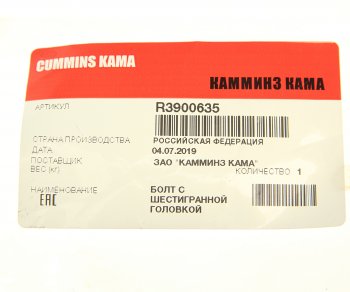 CUMMINS KAMA
КАММИНЗ КАМА
АРТИКУЛ R3900635
СТРАНА ПРОИЗВОДСТВА РОССИЙСКАЯ ФЕДЕРАЦИЯ
ДАТА 04.07.2019
ПОСТАВЩИК ЗАО "КАММИНЗ КАМА"
ВЕС (кг) КОЛИЧЕСТВО 1
НАИМЕНОВАНИЕ БОЛТ С
ЕАС ШЕСТИГРАННОЙ
ГОЛОВКОЙ